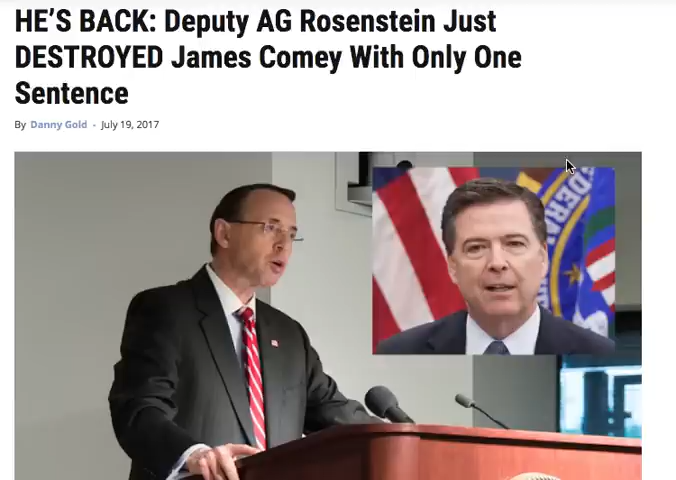 HE’S BACK: Deputy AG Rosenstein Just
DESTROYED James Comey With Only One
Sentence
By Danny Gold - July 19, 2017
FEDERAL